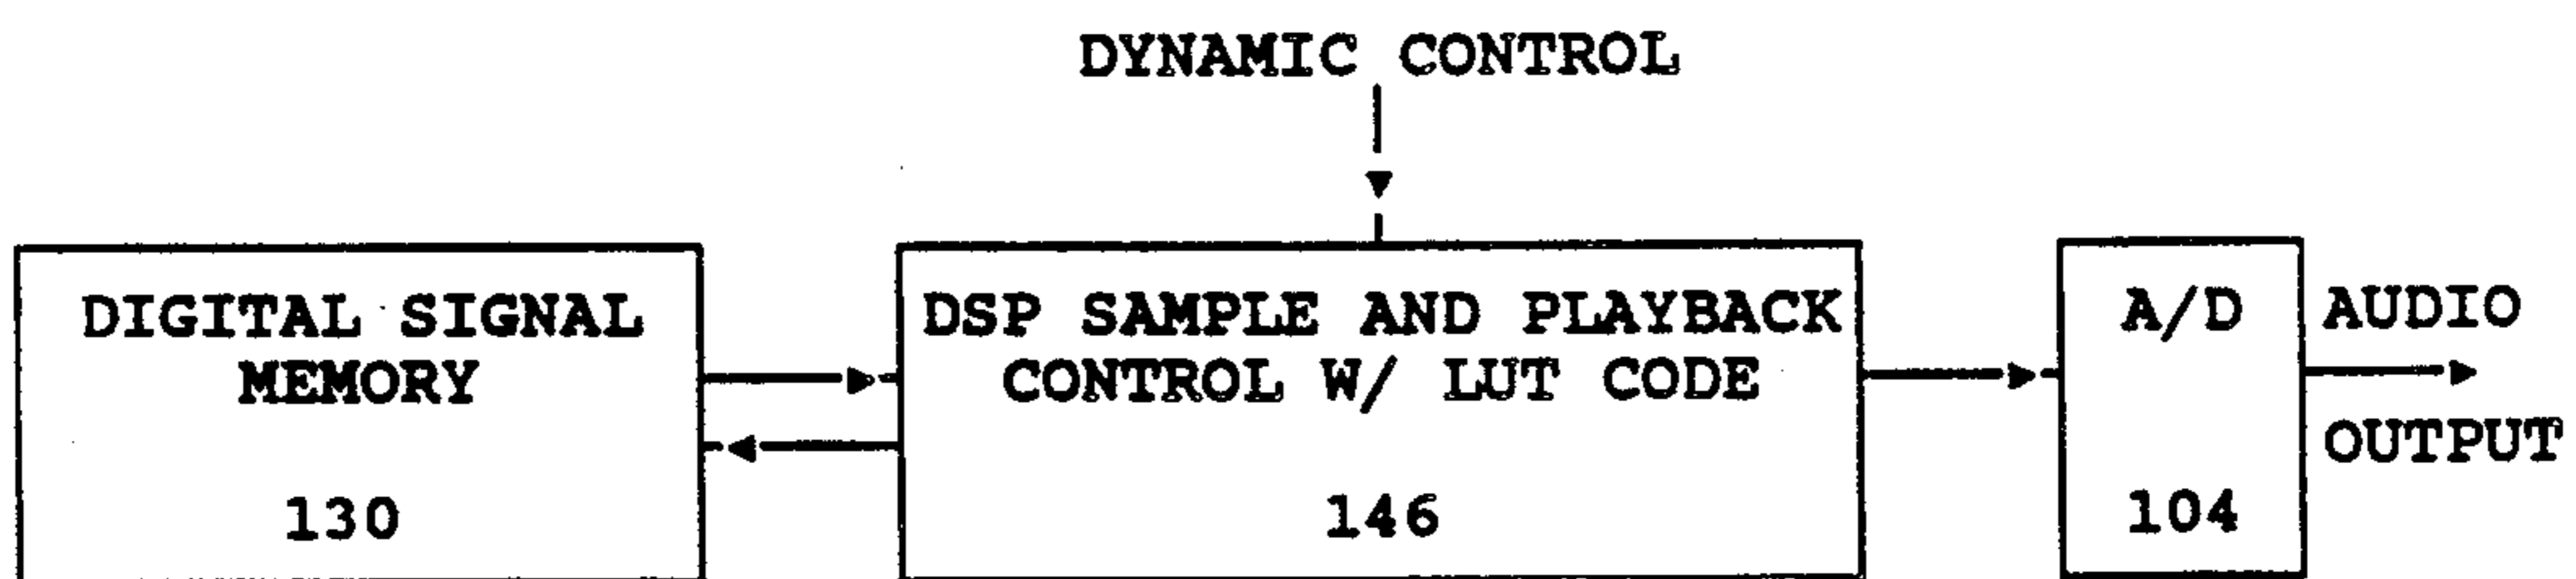 DYNAMIC CONTROL
DIGITAL SIGNAL
MEMORY
130
DSP SAMPLE AND PLAYBACK
CONTROL W/ LUT CODE
146
A/D
104
AUDIO
OUTPUT